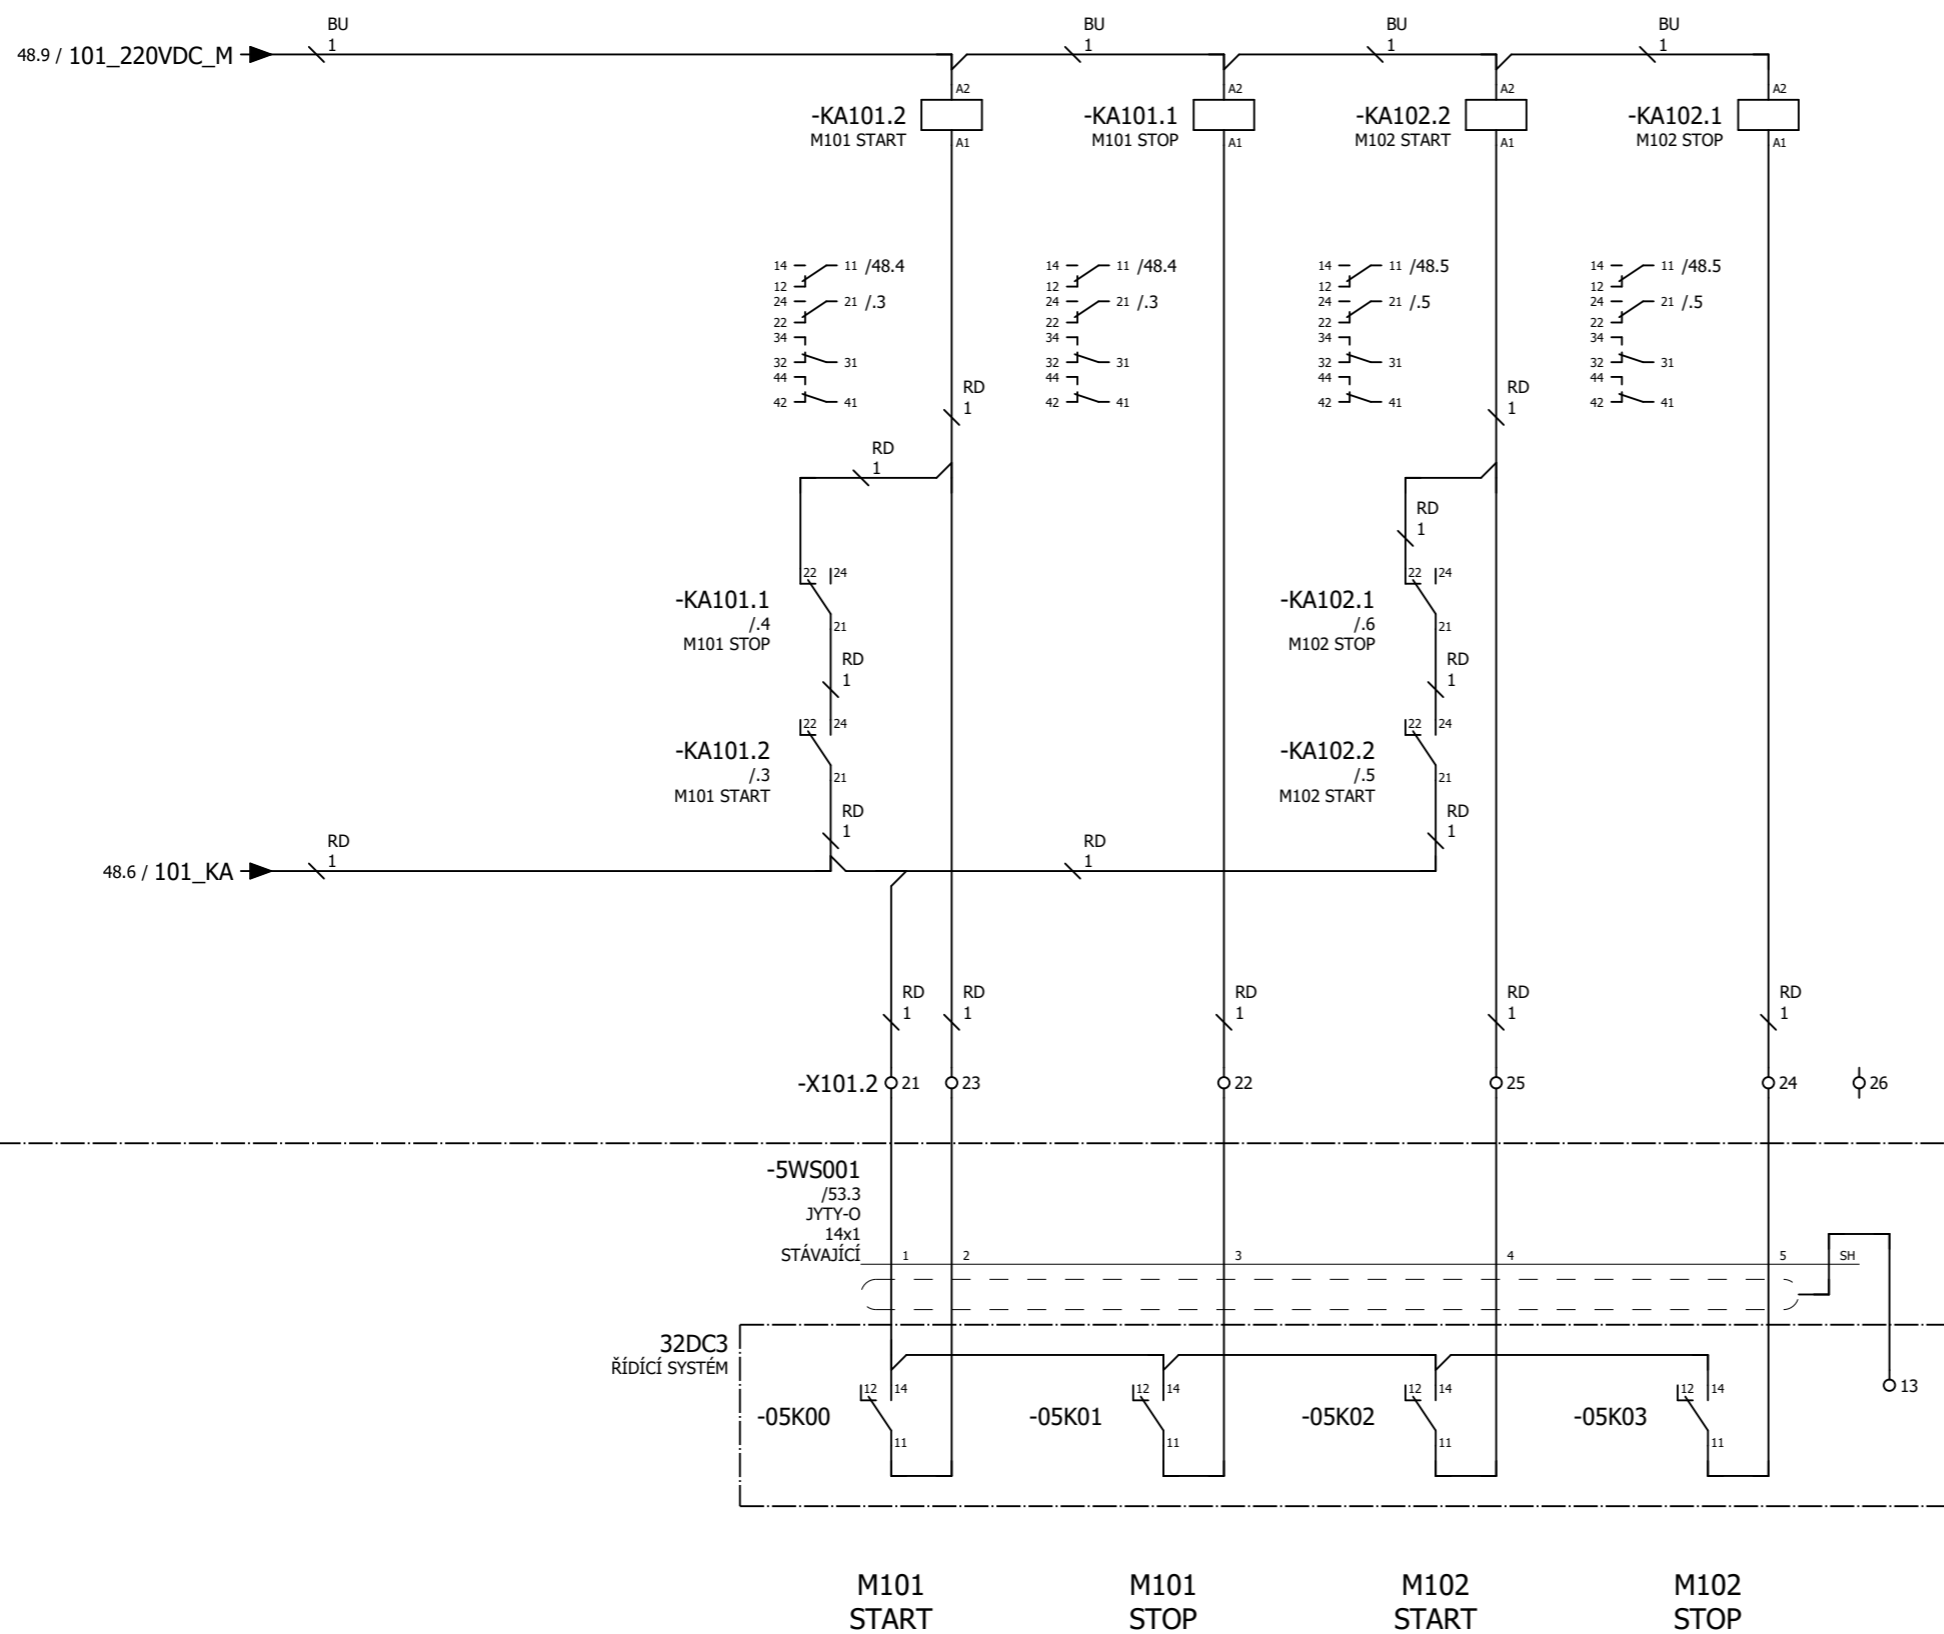 BU
1
BU
1
BU
1
BU
1
48.9 / 101_220VDC_M
A2
-KA101.2
M101 START
A1
A2
-KA101.1
M101 STOP
A1
A2
-KA102.2
M102 START
A1
A2
-KA102.1
M102 STOP
A1
14 11 /48.4
12
24 21 /.3
22
34
32 31
44
42 41
14 11 /48.4
12
24 21 /.3
22
34
32 31
44
42 41
14 11 /48.5
12
24 21 /.5
22
34
32 31
44
42 41
14 11 /48.5
12
24 21 /.5
22
34
32 31
44
42 41
RD
1
RD
1
RD
1
RD
1
22 24
-KA101.1
/.4
21
M101 STOP
RD
1
22 24
-KA102.1
/.6
21
M102 STOP
RD
1
22 24
-KA101.2
/.3
21
M101 START
RD
1
22 24
-KA102.2
/.5
21
M102 START
RD
1
48.6 / 101_KA
RD
1
RD
1
RD
1
RD
1
RD
1
RD
1
RD
1
-X101.2 21 23 22 25 24 26
-5WS001
/53.3
JYTY-O
14x1
STÁVAJÍCÍ
1 2 3 4 5 SH
32DC3
ŘÍDÍCÍ SYSTÉM
12 14
-05K00
11
12 14
-05K01
11
12 14
-05K02
11
12 14
-05K03
11
13
M101
START
M101
STOP
M102
START
M102
STOP